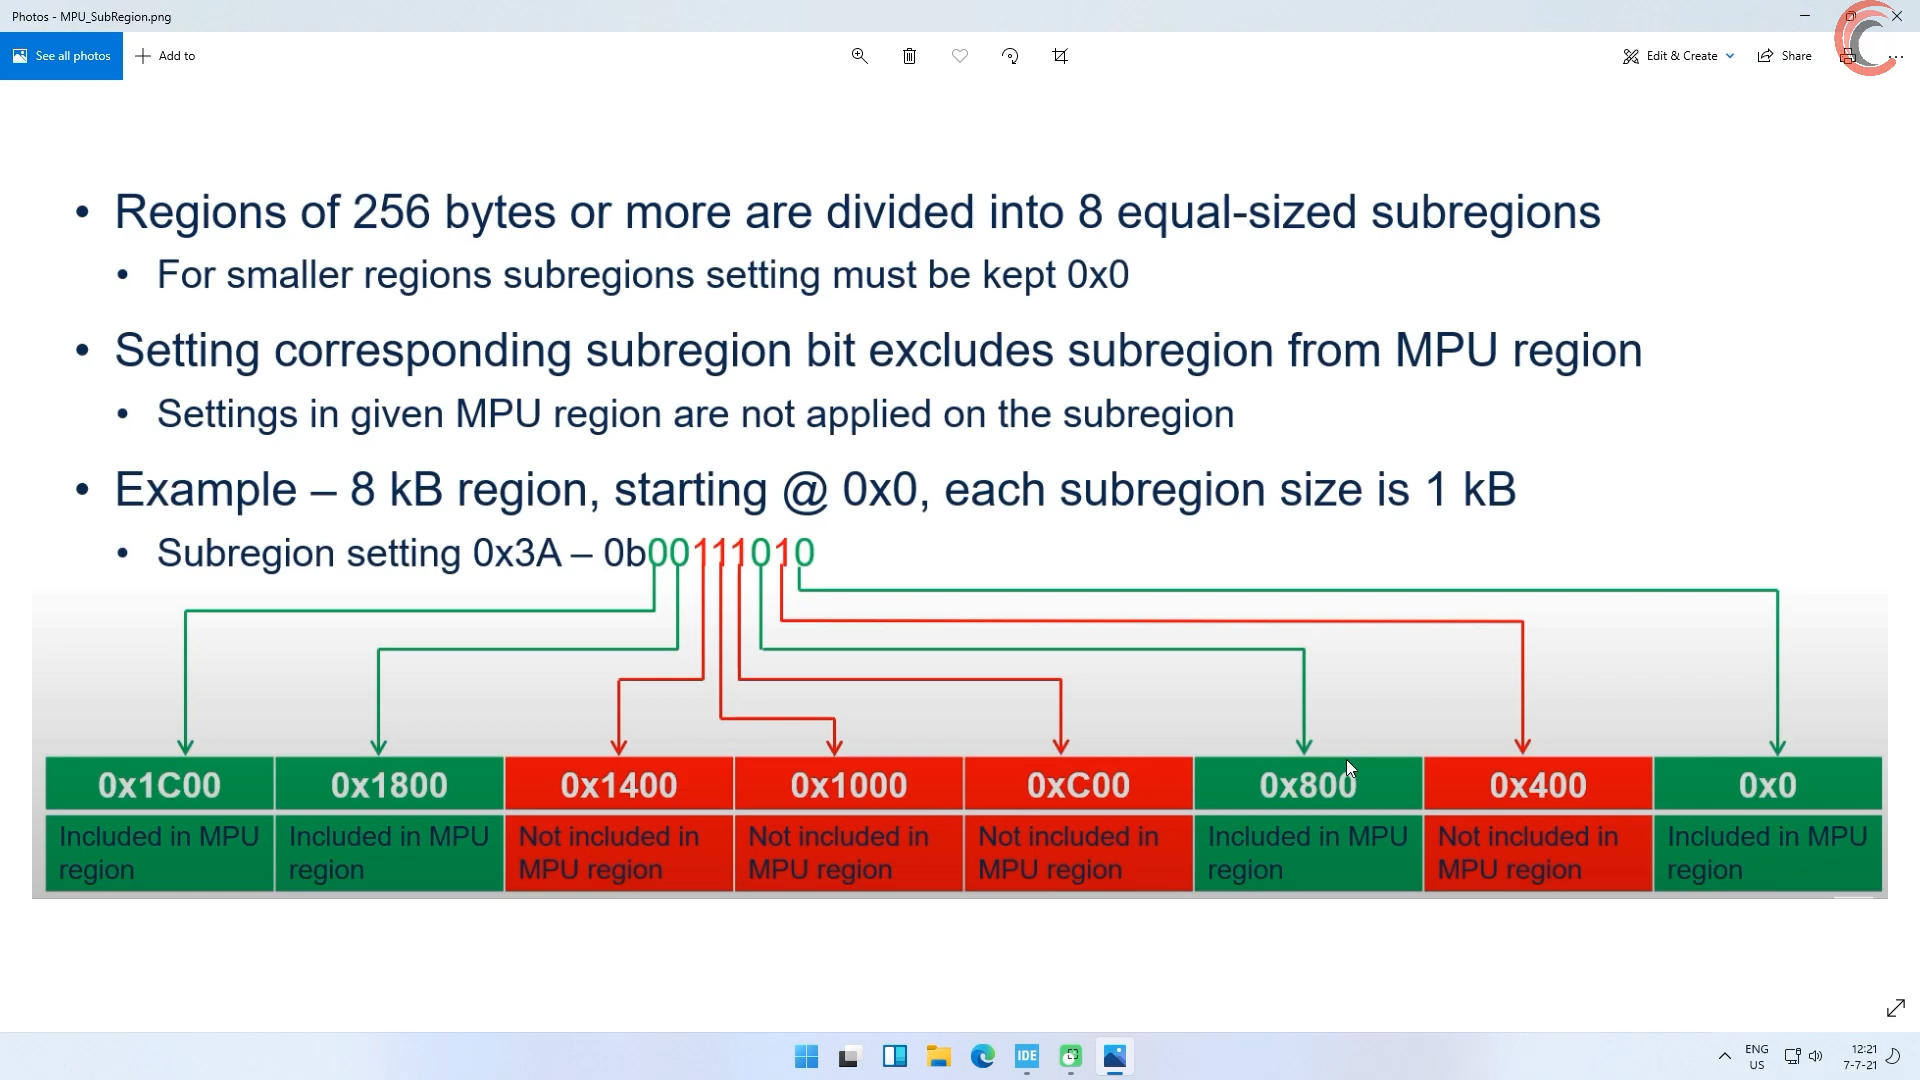 Photos - MPU_SubRegion.png
See all photos
Add to
Edit & Create
Share
• Regions of 256 bytes or more are divided into 8 equal-sized subregions
• For smaller regions subregions setting must be kept 0x0
• Setting corresponding subregion bit excludes subregion from MPU region
• Settings in given MPU region are not applied on the subregion
• Example – 8 kB region, starting @ 0x0, each subregion size is 1 kB
• Subregion setting 0x3A – 0b00111010
0x1C00 0x1800 0x1400 0x1000 0xC00 0x800 0x400 0x0
Included in MPU Included in MPU Not included in Not included in Not included in Included in MPU Not included in Included in MPU
region region MPU region MPU region MPU region region MPU region region
IDE
ENG
US
12:21
7-7-21